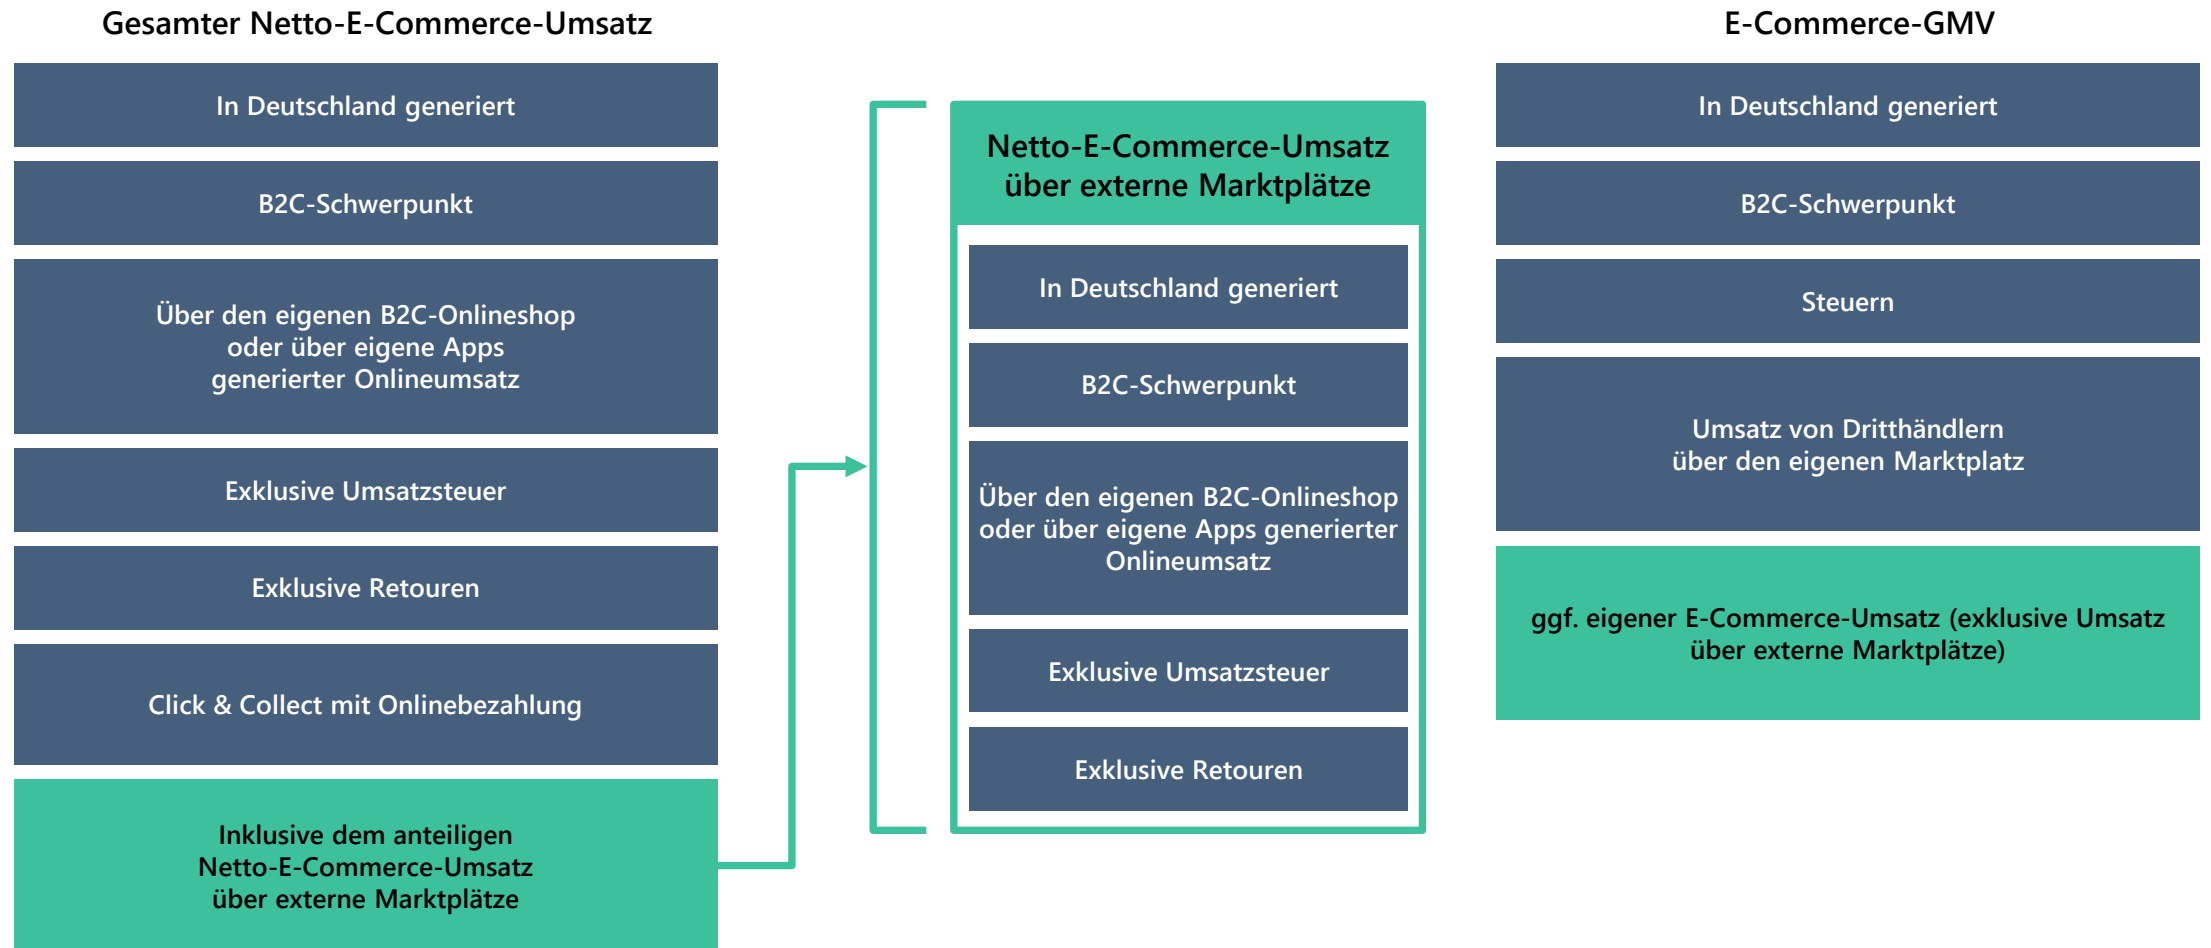 Gesamter Netto-E-Commerce-Umsatz
In Deutschland generiert
B2C-Schwerpunkt
Über den eigenen B2C-Onlineshop
oder über eigene Apps
generierter Onlineumsatz
Exklusive Umsatzsteuer
Exklusive Retouren
Click & Collect mit Onlinebezahlung
Inklusive dem anteiligen
Netto-E-Commerce-Umsatz
über externe Marktplätze
Netto-E-Commerce-Umsatz
über externe Marktplätze
In Deutschland generiert
B2C-Schwerpunkt
Über den eigenen B2C-Onlineshop
oder über eigene Apps generierter
Onlineumsatz
Exklusive Umsatzsteuer
Exklusive Retouren
E-Commerce-GMV
In Deutschland generiert
B2C-Schwerpunkt
Steuern
Umsatz von Dritthändlern
über den eigenen Marktplatz
ggf. eigener E-Commerce-Umsatz (exklusive Umsatz
über externe Marktplätze)